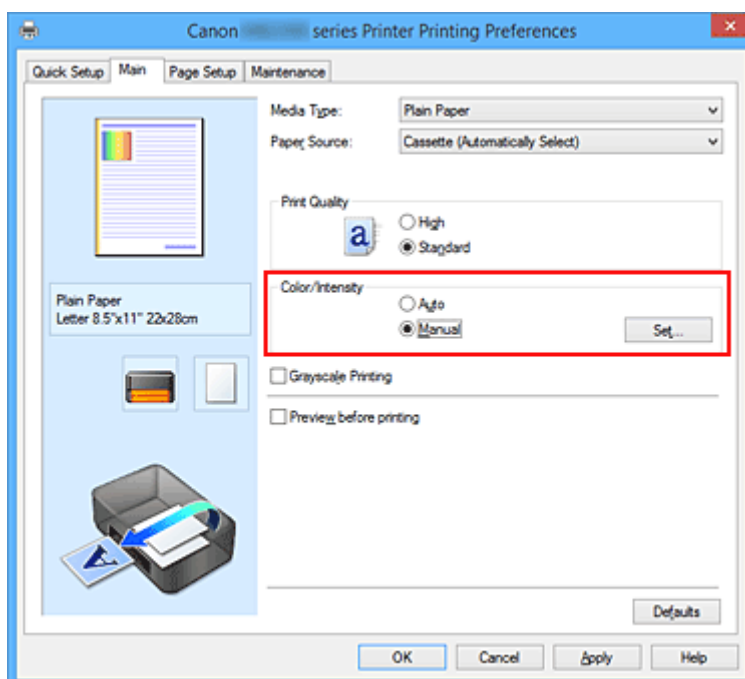 Canon series Printer Printing Preferences
Quick Setup Main Page Setup Maintenance
Media Type: Plain Paper
Paper Source: Cassette (Automatically Select)
Print Quality
a
High
Standard
Color/Intensity
Auto
Manual
Set...
Plain Paper
Letter 8.5"x11" 22x28cm
Grayscale Printing
Preview before printing
A
Defaults
OK Cancel Apply Help